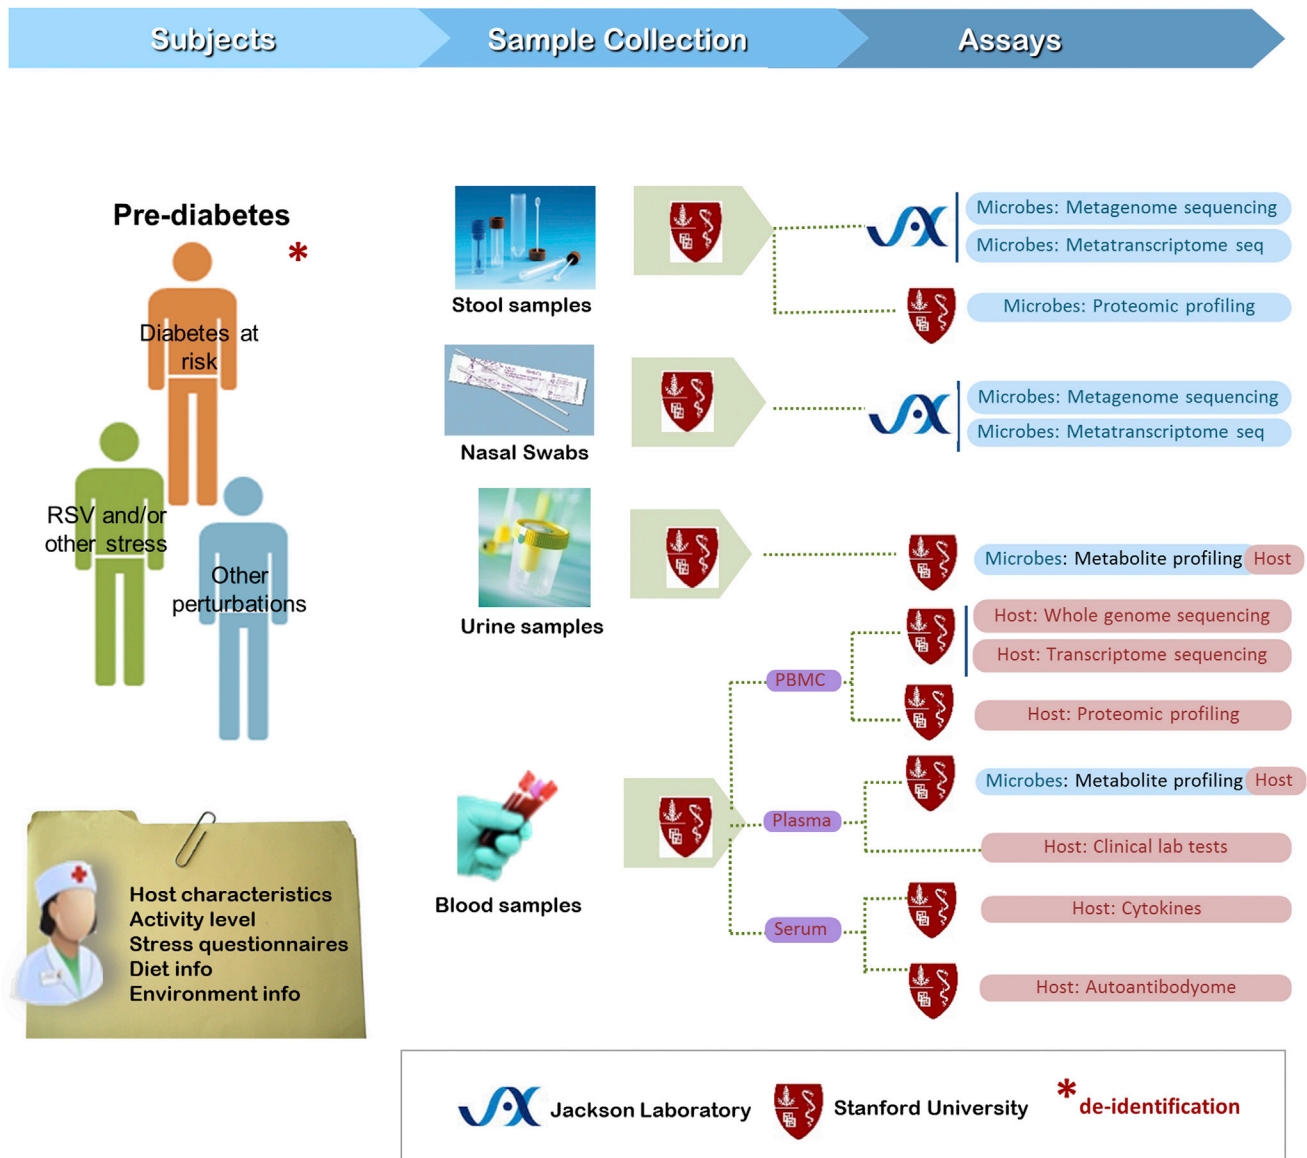 Subjects
Sample Collection
Assays
Pre-diabetes
*
Diabetes at
risk
RSV and/or
other stress
Other
perturbations
Host characteristics
Activity level
Stress questionnaires
Diet info
Environment info
Stool samples
Nasal Swabs
Urine samples
Blood samples
PBMC
Plasma
Serum
Microbes: Metagenome sequencing
Microbes: Metatranscriptome seq
Microbes: Proteomic profiling
Microbes: Metagenome sequencing
Microbes: Metatranscriptome seq
Microbes: Metabolite profiling Host
Host: Whole genome sequencing
Host: Transcriptome sequencing
Host: Proteomic profiling
Microbes: Metabolite profiling Host
Host: Clinical lab tests
Host: Cytokines
Host: Autoantibodyome
Jackson Laboratory
Stanford University
* de-identification